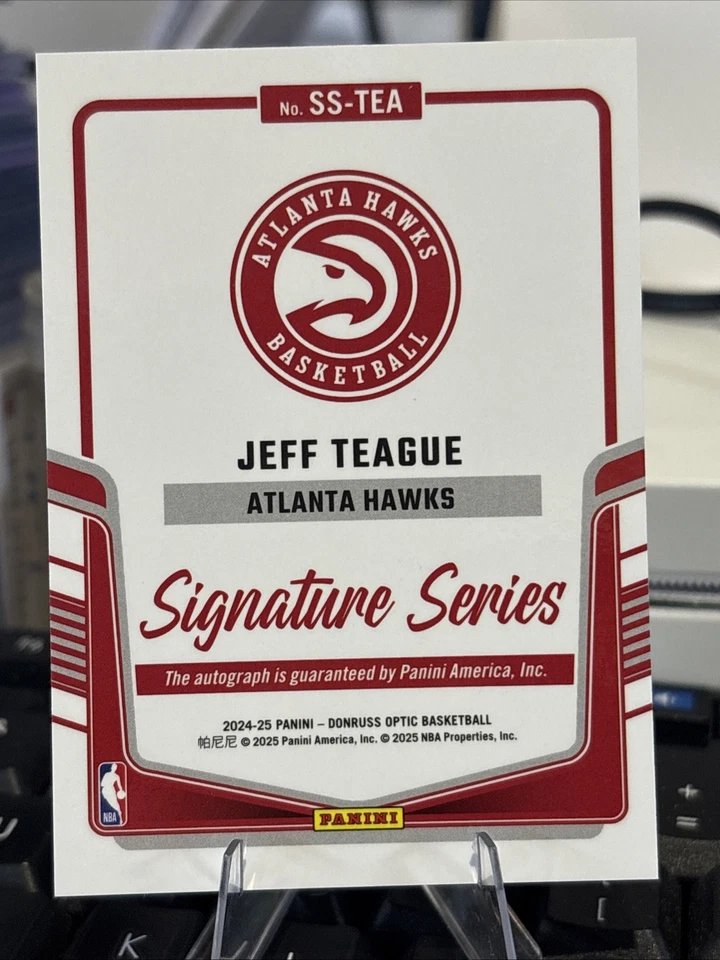 No. SS-TEA
ATLANTA HAWKS
BASKETBALL
JEFF TEAGUE
ATLANTA HAWKS
Signature Series
The autograph is guaranteed by Panini America, Inc.
2024-25 PANINI – DONRUSS OPTIC BASKETBALL
帕尼尼 © 2025 Panini America, Inc. © 2025 NBA Properties, Inc.
NBA
PANINI
K
+
=
[